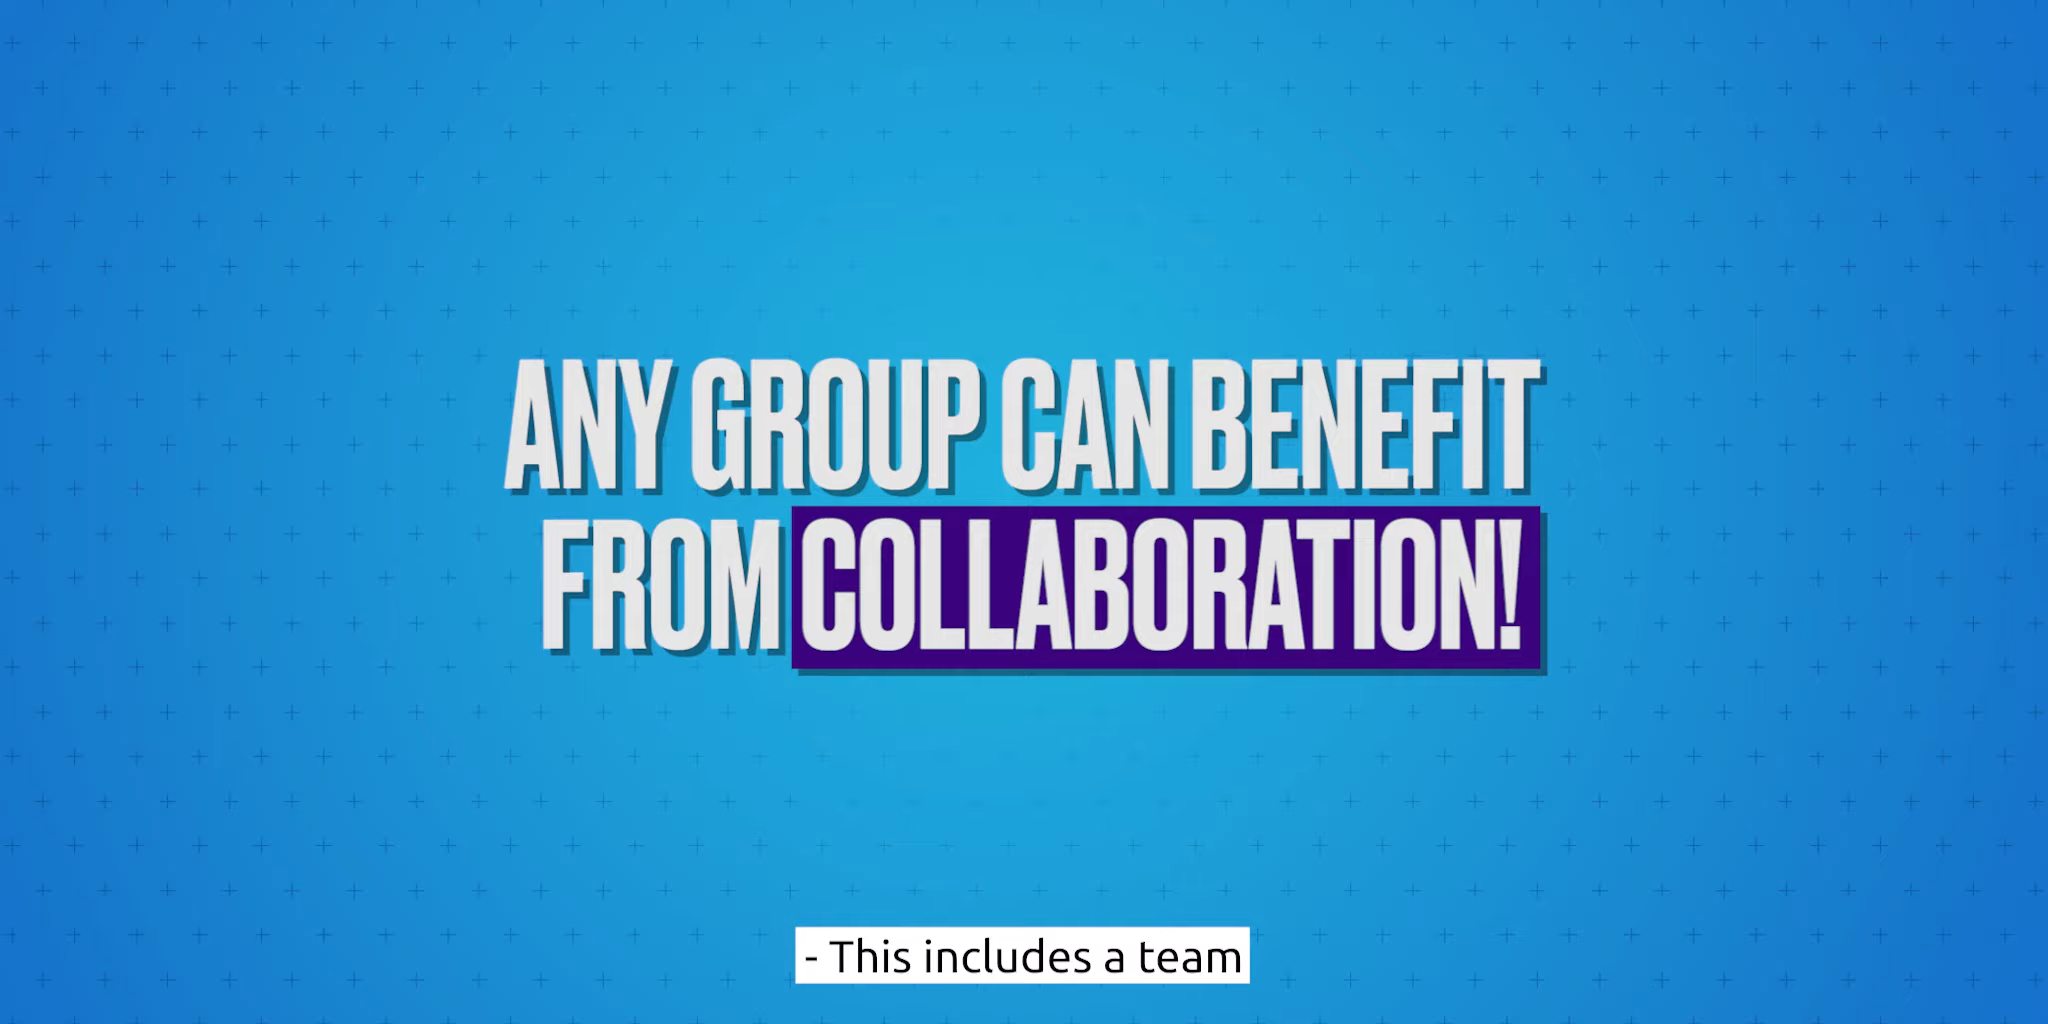 ANY GROUP CAN BENEFIT
FROM COLLABORATION!
- This includes a team